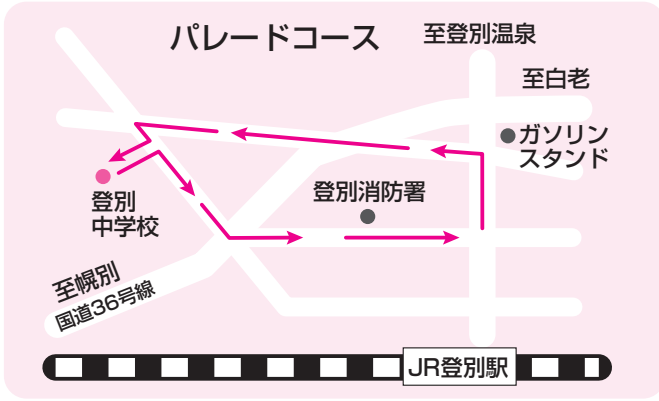 パレードコース
至登別温泉
至白老
ガソリン
スタンド
登別消防署
登別
中学校
至幌別
国道36号線
JR登別駅